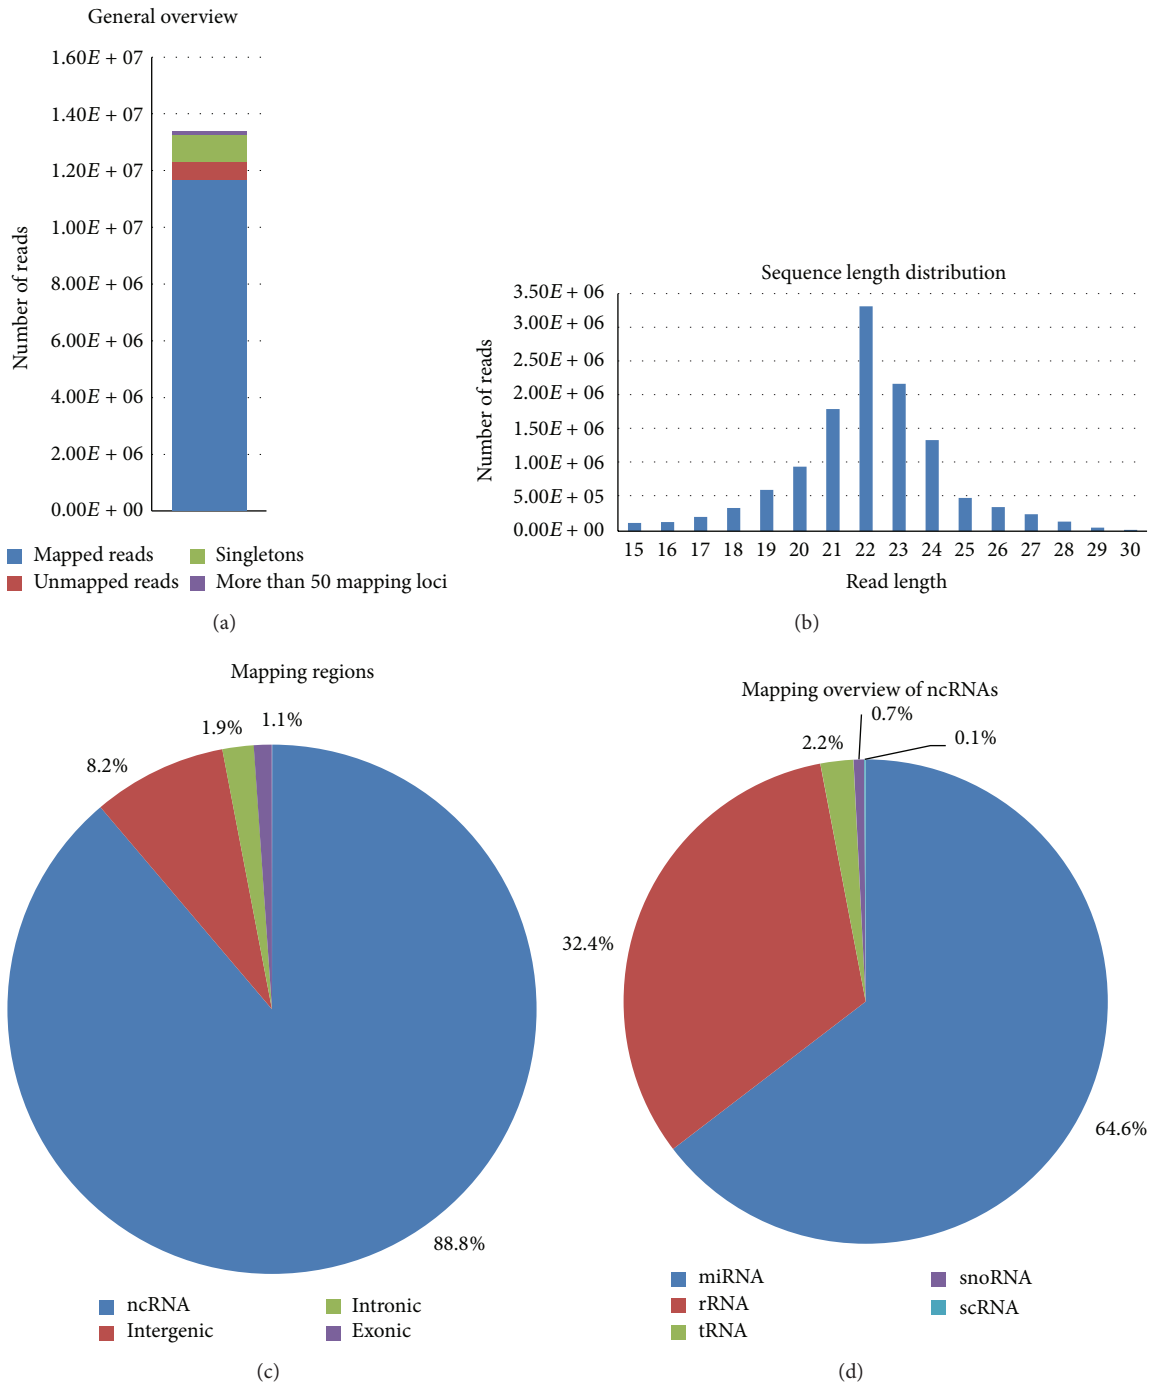 General overview
1.60E + 07
1.40E + 07
1.20E + 07
1.00E + 07
8.00E + 06
6.00E + 06
4.00E + 06
2.00E + 06
0.00E + 00
Number of reads
Mapped reads
Singletons
Unmapped reads
More than 50 mapping loci
(a)
Sequence length distribution
3.50E + 06
3.00E + 06
2.50E + 06
2.00E + 06
1.50E + 06
1.00E + 06
5.00E + 05
0.00E + 00
Number of reads
15 16 17 18 19 20 21 22 23 24 25 26 27 28 29 30
Read length
(b)
Mapping regions
1.1%
1.9%
8.2%
88.8%
ncRNA
Intronic
Intergenic
Exonic
(c)
Mapping overview of ncRNAs
0.7%
0.1%
2.2%
32.4%
64.6%
miRNA
snoRNA
rRNA
scRNA
tRNA
(d)